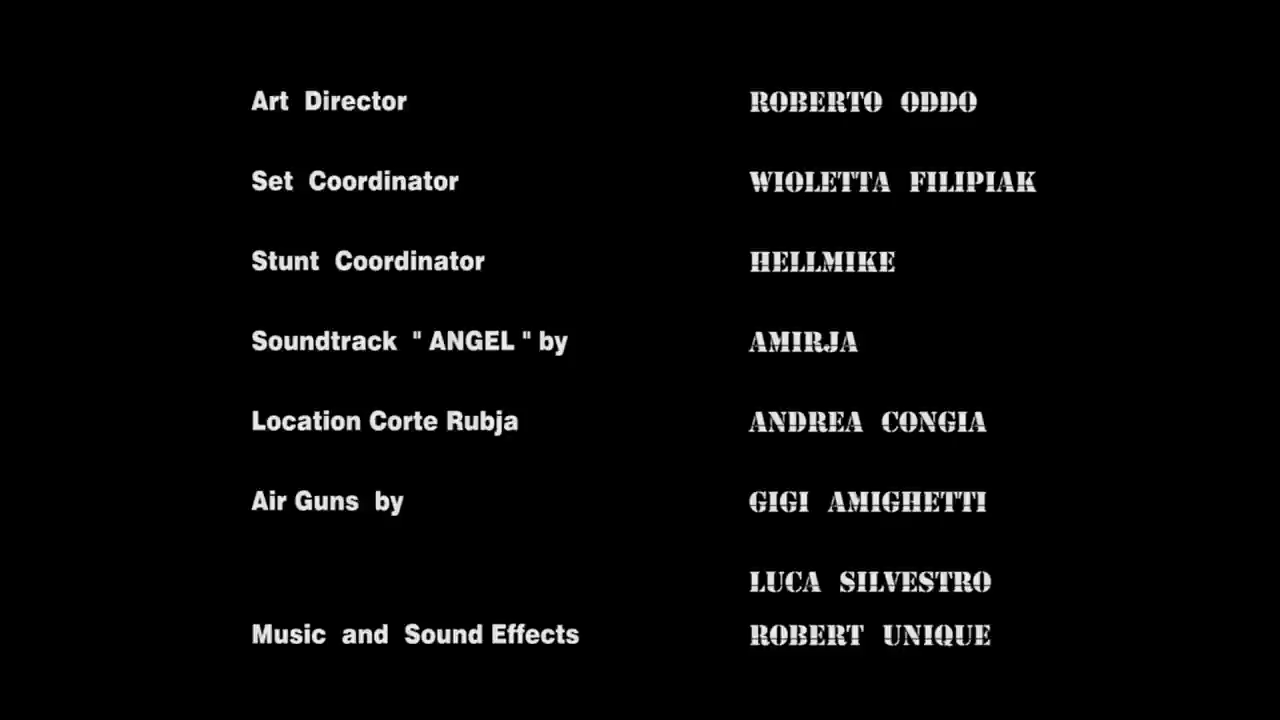 Art Director ROBERTO ODDO
Set Coordinator WIOLETTA FILIPIAK
Stunt Coordinator HELLMIKE
Soundtrack " ANGEL " by AMIRJA
Location Corte Rubja ANDREA CONGIA
Air Guns by GIGI AMIGHETTI
LUCA SILVESTRO
Music and Sound Effects ROBERT UNIQUE